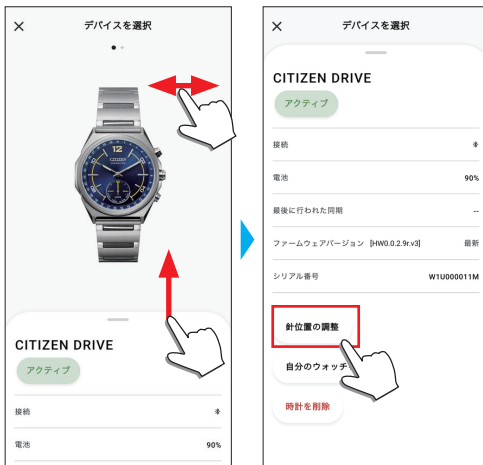 デバイスを選択
12
CITIZEN
CITIZEN DRIVE
アクティブ
接続
電池 90%
デバイスを選択
CITIZEN DRIVE
アクティブ
接続
電池 90%
最後に行われた同期 --
ファームウェアバージョン [HW0.0.2.9r.v3] 最新
シリアル番号 W1U000011M
針位置の調整
自分のウォッチ
時計を削除